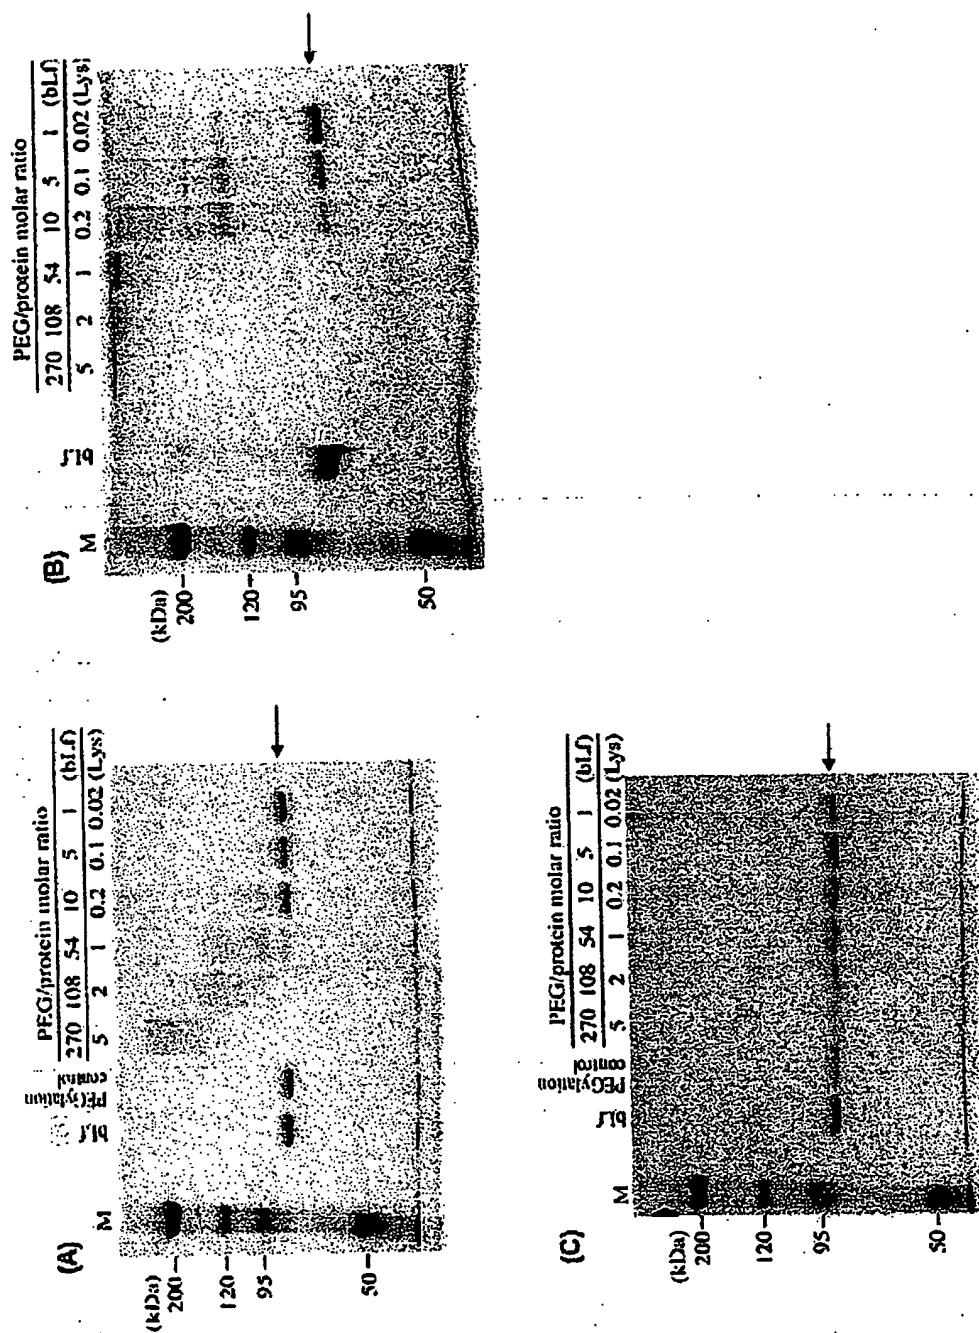 (A)
PEG/protein molar ratio
M bLf PEGylation control 270 108 54 10 5 1 (bLf)
5 2 1 0.2 0.1 0.02 (Lys)
(kDa)
200
120
95
50
(B)
PEG/protein molar ratio
M bLf 270 108 54 10 5 1 (bLf)
5 2 1 0.2 0.1 0.02 (Lys)
(kDa)
200
120
95
50
(C)
PEG/protein molar ratio
M bLf PEGylation control 270 108 54 10 5 1 (bLf)
5 2 1 0.2 0.1 0.02 (Lys)
(kDa)
200
120
95
50